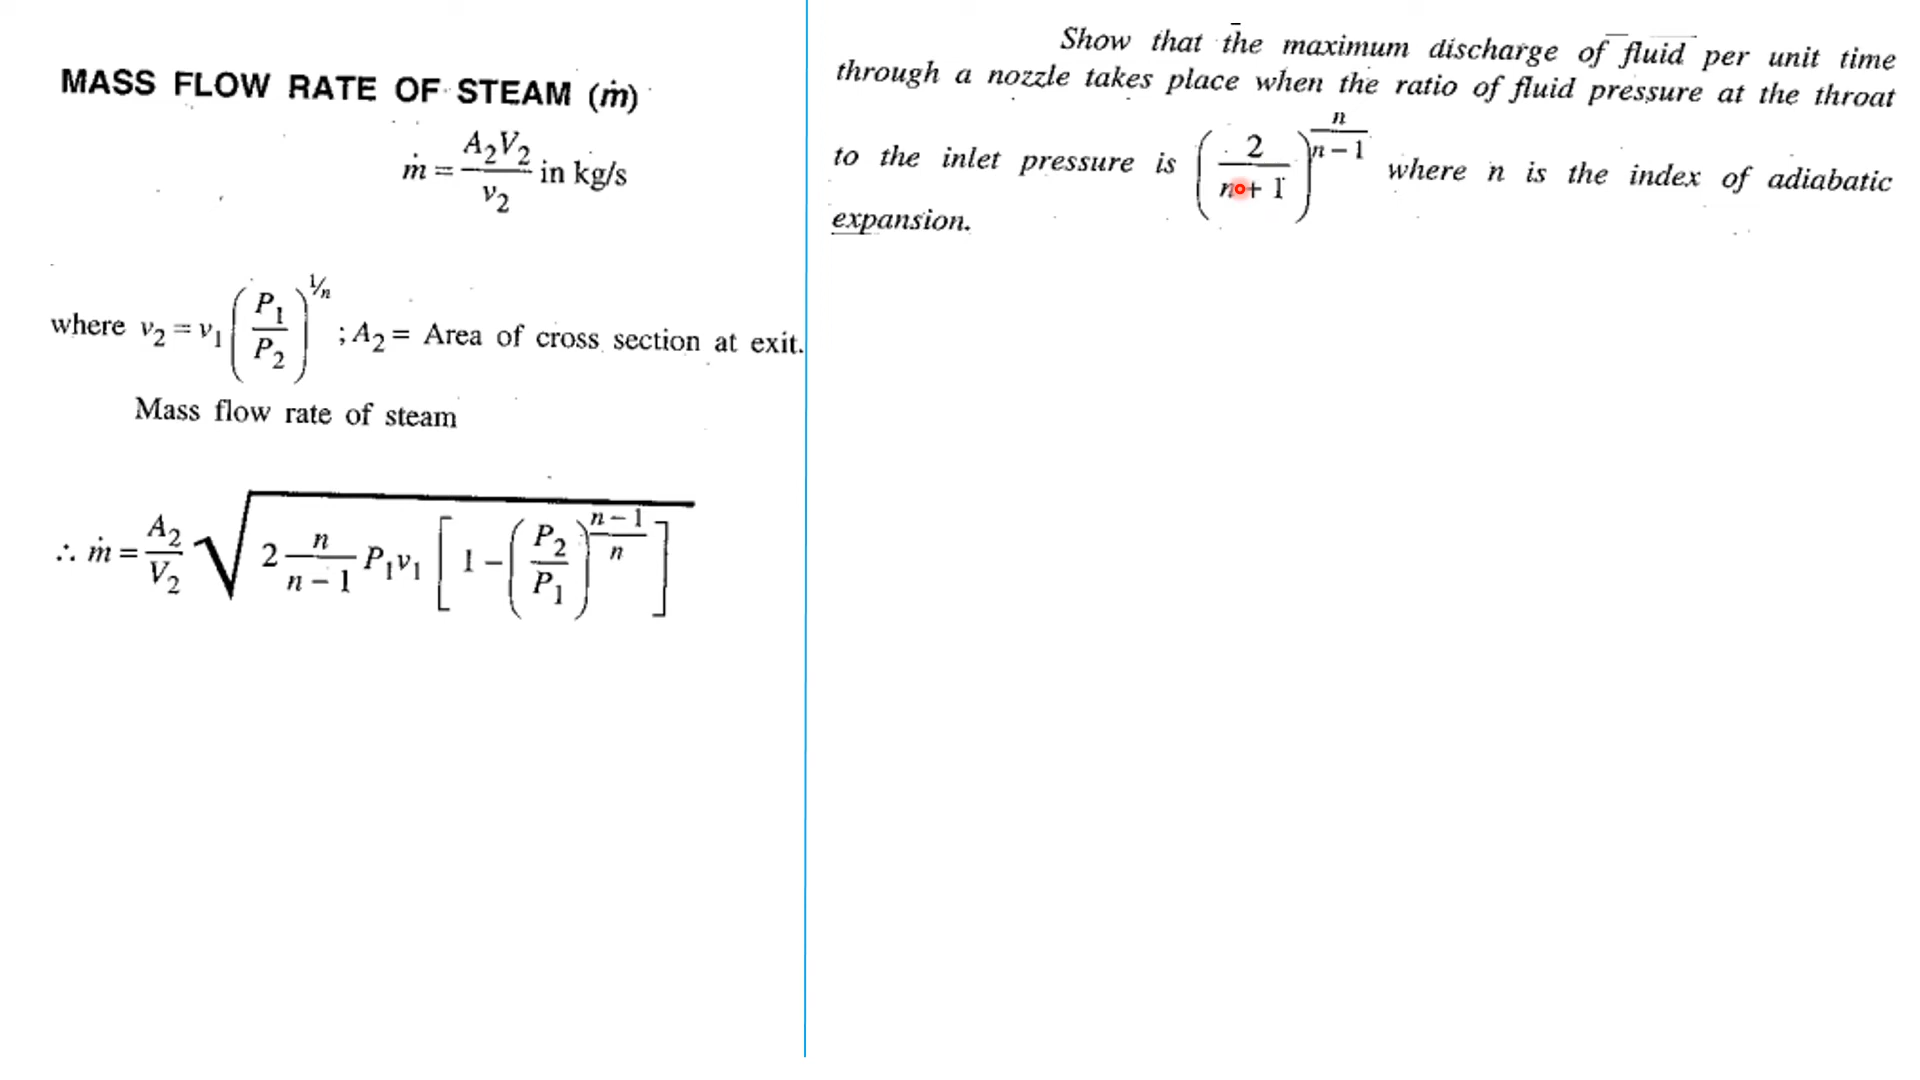 MASS FLOW RATE OF STEAM (ṁ)
ṁ = A₂V₂ / v₂ in kg/s
where v₂ = v₁ (P₁ / P₂)^(1/n) ; A₂ = Area of cross section at exit.
Mass flow rate of steam
∴ ṁ = A₂ / V₂ √(2 n / (n − 1) P₁v₁ [1 − (P₂ / P₁)^((n − 1) / n)])
Show that the maximum discharge of fluid per unit time
through a nozzle takes place when the ratio of fluid pressure at the throat
to the inlet pressure is (2 / (n + 1))^(n / (n − 1)) where n is the index of adiabatic
expansion.